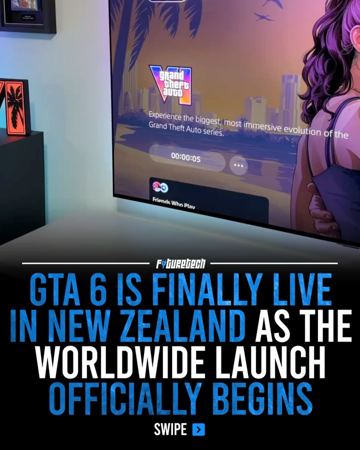 grand
theft
auto
VI
Experience the biggest, most immersive evolution of the
Grand Theft Auto series.
00:00:05
Friends Who Play
FUTURETECH
GTA 6 IS FINALLY LIVE
IN NEW ZEALAND AS THE
WORLDWIDE LAUNCH
OFFICIALLY BEGINS
SWIPE